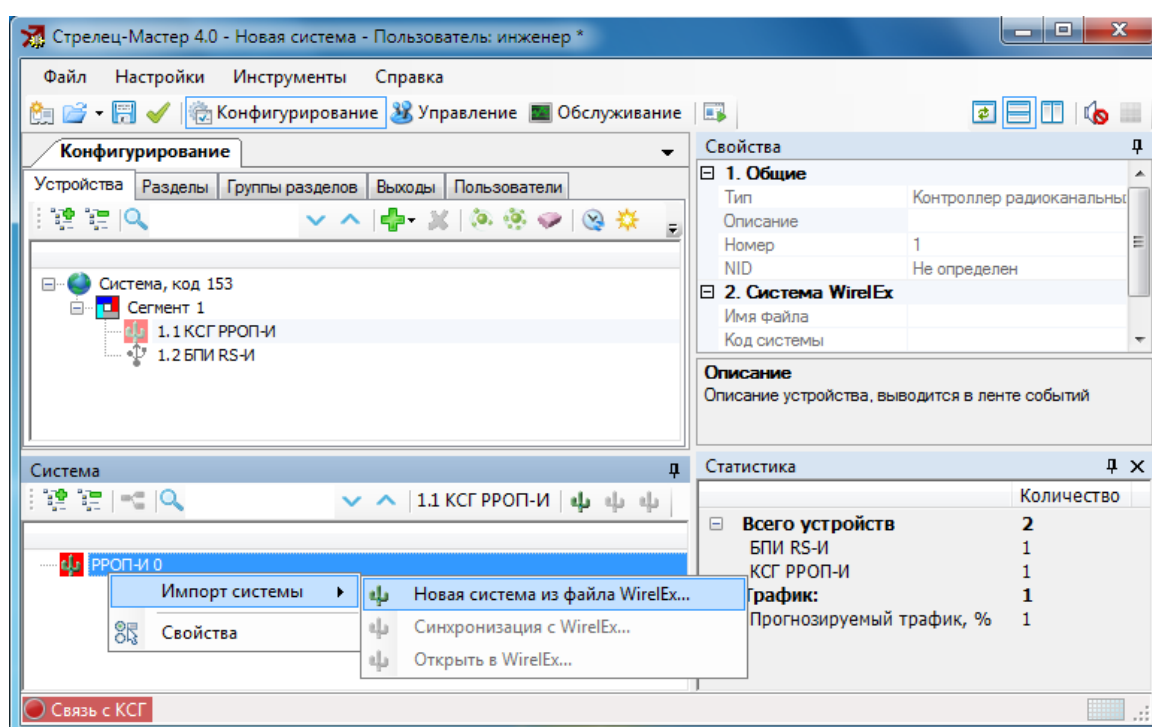 Стрелец-Мастер 4.0 - Новая система - Пользователь: инженер *
Файл Настройки Инструменты Справка
Конфигурирование Управление Обслуживание
Конфигурирование
Устройства Разделы Группы разделов Выходы Пользователи
Система, код 153
Сегмент 1
1.1 КСГ РРОП-И
1.2 БПИ RS-И
Свойства
1. Общие
Тип Контроллер радиоканальны
Описание
Номер 1
NID Не определен
2. Система WirelEx
Имя файла
Код системы
Описание
Описание устройства, выводится в ленте событий
Система
1.1 КСГ РРОП-И
РРОП-И 0
Импорт системы
Свойства
Новая система из файла WirelEx...
Синхронизация с WirelEx...
Открыть в WirelEx...
Статистика
Количество
Всего устройств 2
БПИ RS-И 1
КСГ РРОП-И 1
Трафик: 1
Прогнозируемый трафик, % 1
Связь с КСГ